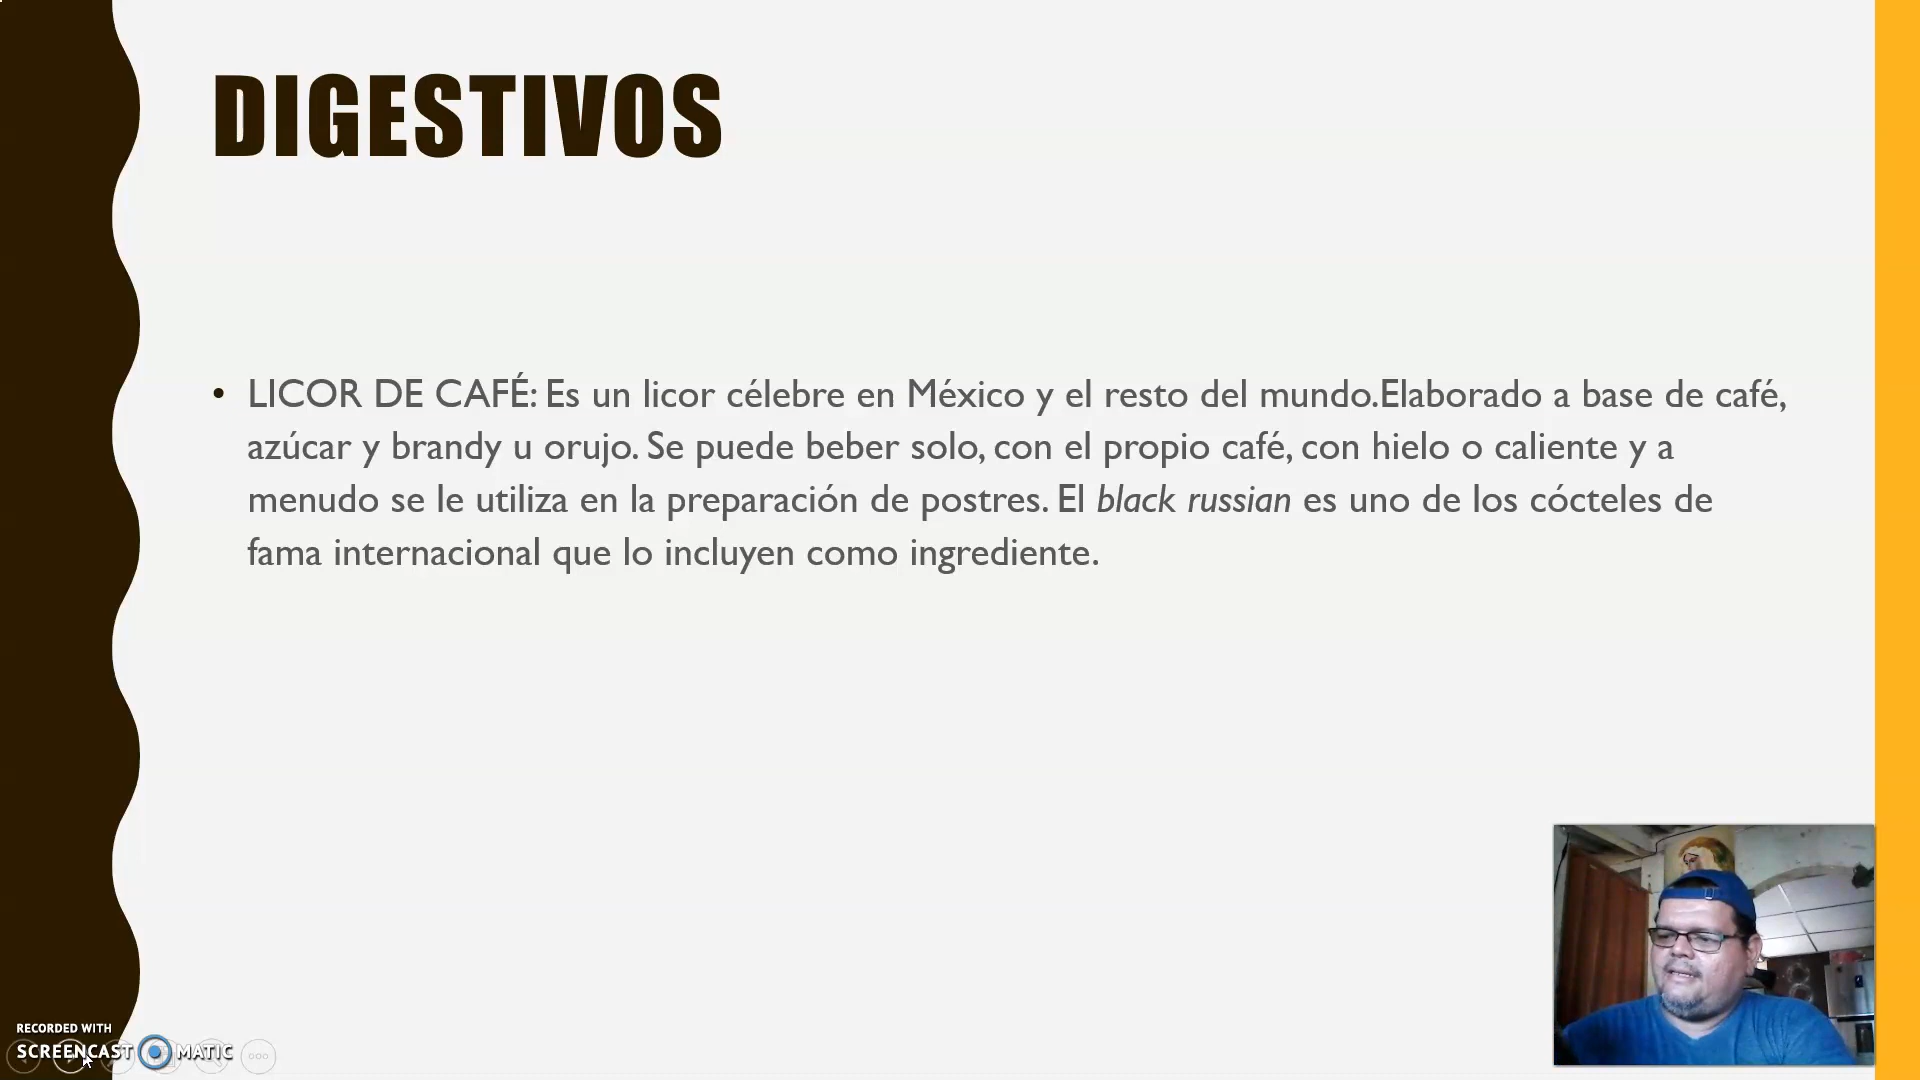 DIGESTIVOS
• LICOR DE CAFÉ: Es un licor célebre en México y el resto del mundo.Elaborado a base de café,
azúcar y brandy u orujo. Se puede beber solo, con el propio café, con hielo o caliente y a
menudo se le utiliza en la preparación de postres. El black russian es uno de los cócteles de
fama internacional que lo incluyen como ingrediente.
RECORDED WITH
SCREENCAST MATIC